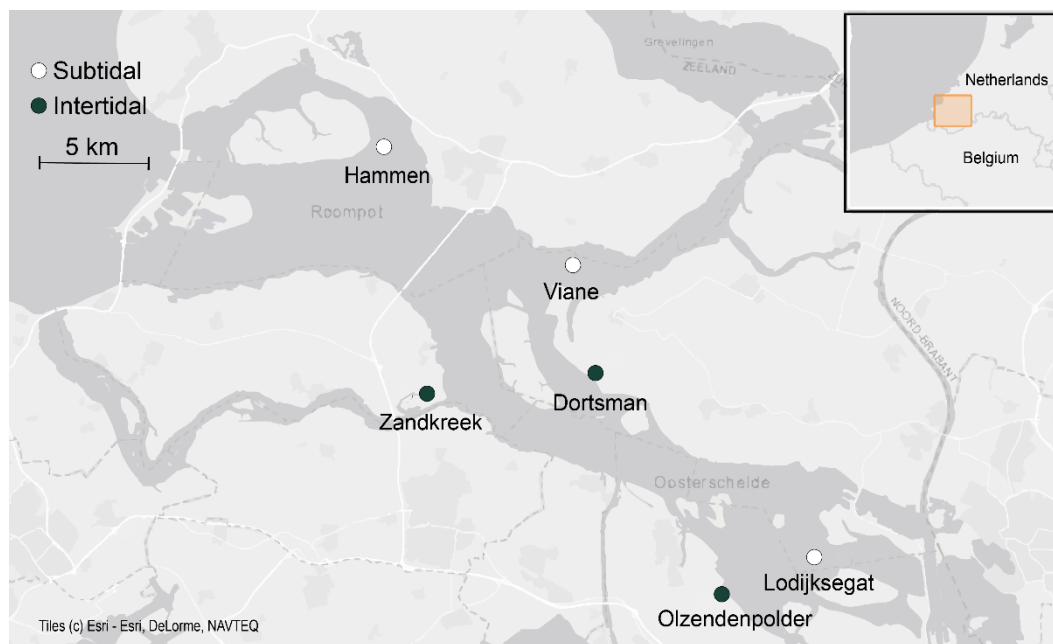 Subtidal
Intertidal
5 km
Grevelingen
ZEELAND
Netherlands
Belgium
Hammen
Roompot
Viane
NOORD-BRABANT
Dortsman
Zandkreek
Oosterschelde
Lodijksegat
Olzendenpolder
Tiles (c) Esri - Esri, DeLorme, NAVTEQ